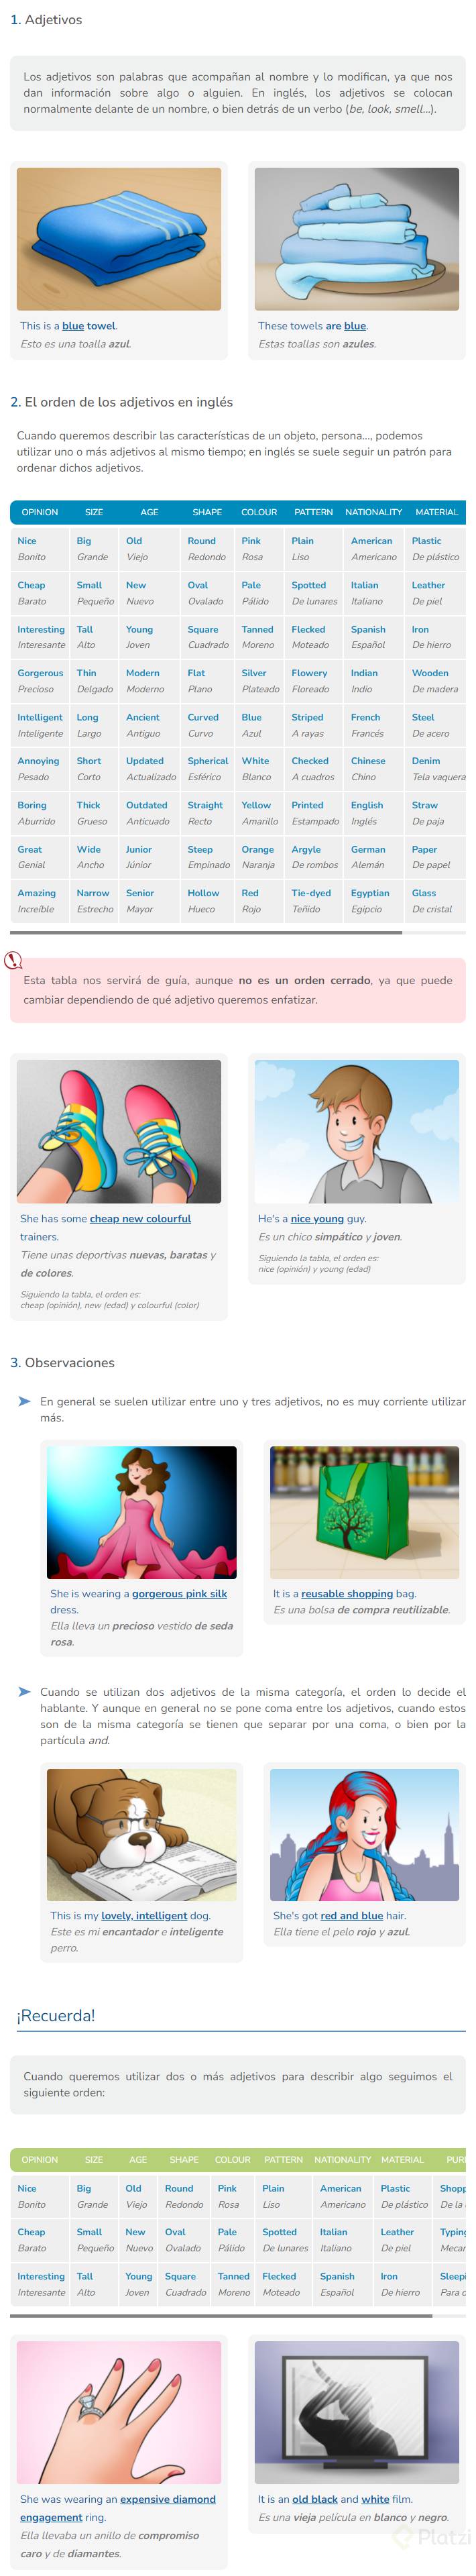 1. Adjetivos
Los adjetivos son palabras que acompañan al nombre y lo modifican, ya que nos
dan información sobre algo o alguien. En inglés, los adjetivos se colocan
normalmente delante de un nombre, o bien detrás de un verbo (be, look, smell...).
This is a blue towel.
Esto es una toalla azul.
These towels are blue.
Estas toallas son azules.
2. El orden de los adjetivos en inglés
Cuando queremos describir las características de un objeto, persona..., podemos
utilizar uno o más adjetivos al mismo tiempo; en inglés se suele seguir un patrón para
ordenar dichos adjetivos.
OPINION SIZE AGE SHAPE COLOUR PATTERN NATIONALITY MATERIAL
Nice Big Old Round Pink Plain American Plastic
Bonito Grande Viejo Redondo Rosa Liso Americano De plástico
Cheap Small New Oval Pale Spotted Italian Leather
Barato Pequeño Nuevo Ovalado Pálido De lunares Italiano De piel
Interesting Tall Young Square Tanned Flecked Spanish Iron
Interesante Alto Joven Cuadrado Moreno Moteado Español De hierro
Gorgerous Thin Modern Flat Silver Flowery Indian Wooden
Precioso Delgado Moderno Plano Plateado Floreado Indio De madera
Intelligent Long Ancient Curved Blue Striped French Steel
Inteligente Largo Antiguo Curvo Azul A rayas Francés De acero
Annoying Short Updated Spherical White Checked Chinese Denim
Pesado Corto Actualizado Esférico Blanco A cuadros Chino Tela vaquera
Boring Thick Outdated Straight Yellow Printed English Straw
Aburrido Grueso Anticuado Recto Amarillo Estampado Inglés De paja
Great Wide Junior Steep Orange Argyle German Paper
Genial Ancho Júnior Empinado Naranja De rombos Alemán De papel
Amazing Narrow Senior Hollow Red Tie-dyed Egyptian Glass
Increíble Estrecho Mayor Hueco Rojo Teñido Egipcio De cristal
Esta tabla nos servirá de guía, aunque no es un orden cerrado, ya que puede
cambiar dependiendo de qué adjetivo queremos enfatizar.
She has some cheap new colourful
trainers.
Tiene unas deportivas nuevas, baratas y
de colores.
Siguiendo la tabla, el orden es:
cheap (opinión), new (edad) y colourful (color)
He's a nice young guy.
Es un chico simpático y joven.
Siguiendo la tabla, el orden es:
nice (opinión) y young (edad)
3. Observaciones
En general se suelen utilizar entre uno y tres adjetivos, no es muy corriente utilizar
más.
She is wearing a gorgerous pink silk
dress.
Ella lleva un precioso vestido de seda
rosa.
It is a reusable shopping bag.
Es una bolsa de compra reutilizable.
Cuando se utilizan dos adjetivos de la misma categoría, el orden lo decide el
hablante. Y aunque en general no se pone coma entre los adjetivos, cuando estos
son de la misma categoría se tienen que separar por una coma, o bien por la
partícula and.
This is my lovely, intelligent dog.
Este es mi encantador e inteligente
perro.
She's got red and blue hair.
Ella tiene el pelo rojo y azul.
¡Recuerda!
Cuando queremos utilizar dos o más adjetivos para describir algo seguimos el
siguiente orden:
OPINION SIZE AGE SHAPE COLOUR PATTERN NATIONALITY MATERIAL PUR
Nice Big Old Round Pink Plain American Plastic Shopp
Bonito Grande Viejo Redondo Rosa Liso Americano De plástico De la
Cheap Small New Oval Pale Spotted Italian Leather Typing
Barato Pequeño Nuevo Ovalado Pálido De lunares Italiano De piel Mecan
Interesting Tall Young Square Tanned Flecked Spanish Iron Sleepi
Interesante Alto Joven Cuadrado Moreno Moteado Español De hierro Para
She was wearing an expensive diamond
engagement ring.
Ella llevaba un anillo de compromiso
caro y de diamantes.
It is an old black and white film.
Es una vieja película en blanco y negro.
Platzi